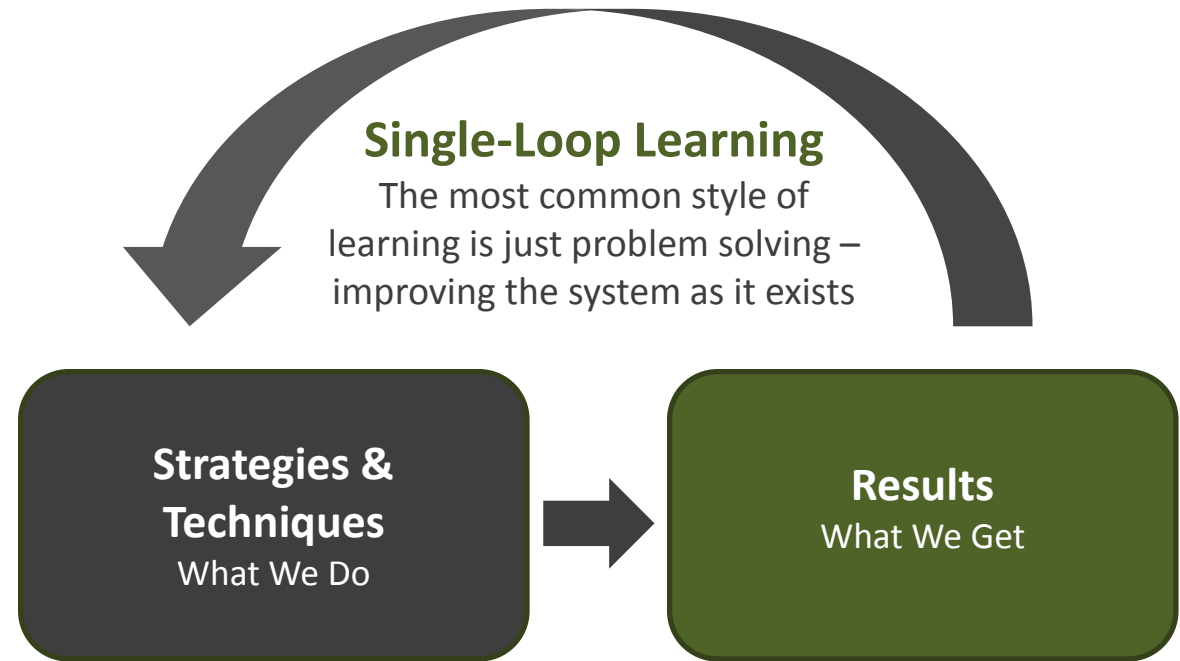 Single-Loop Learning
The most common style of
learning is just problem solving –
improving the system as it exists
Strategies &
Techniques
What We Do
Results
What We Get